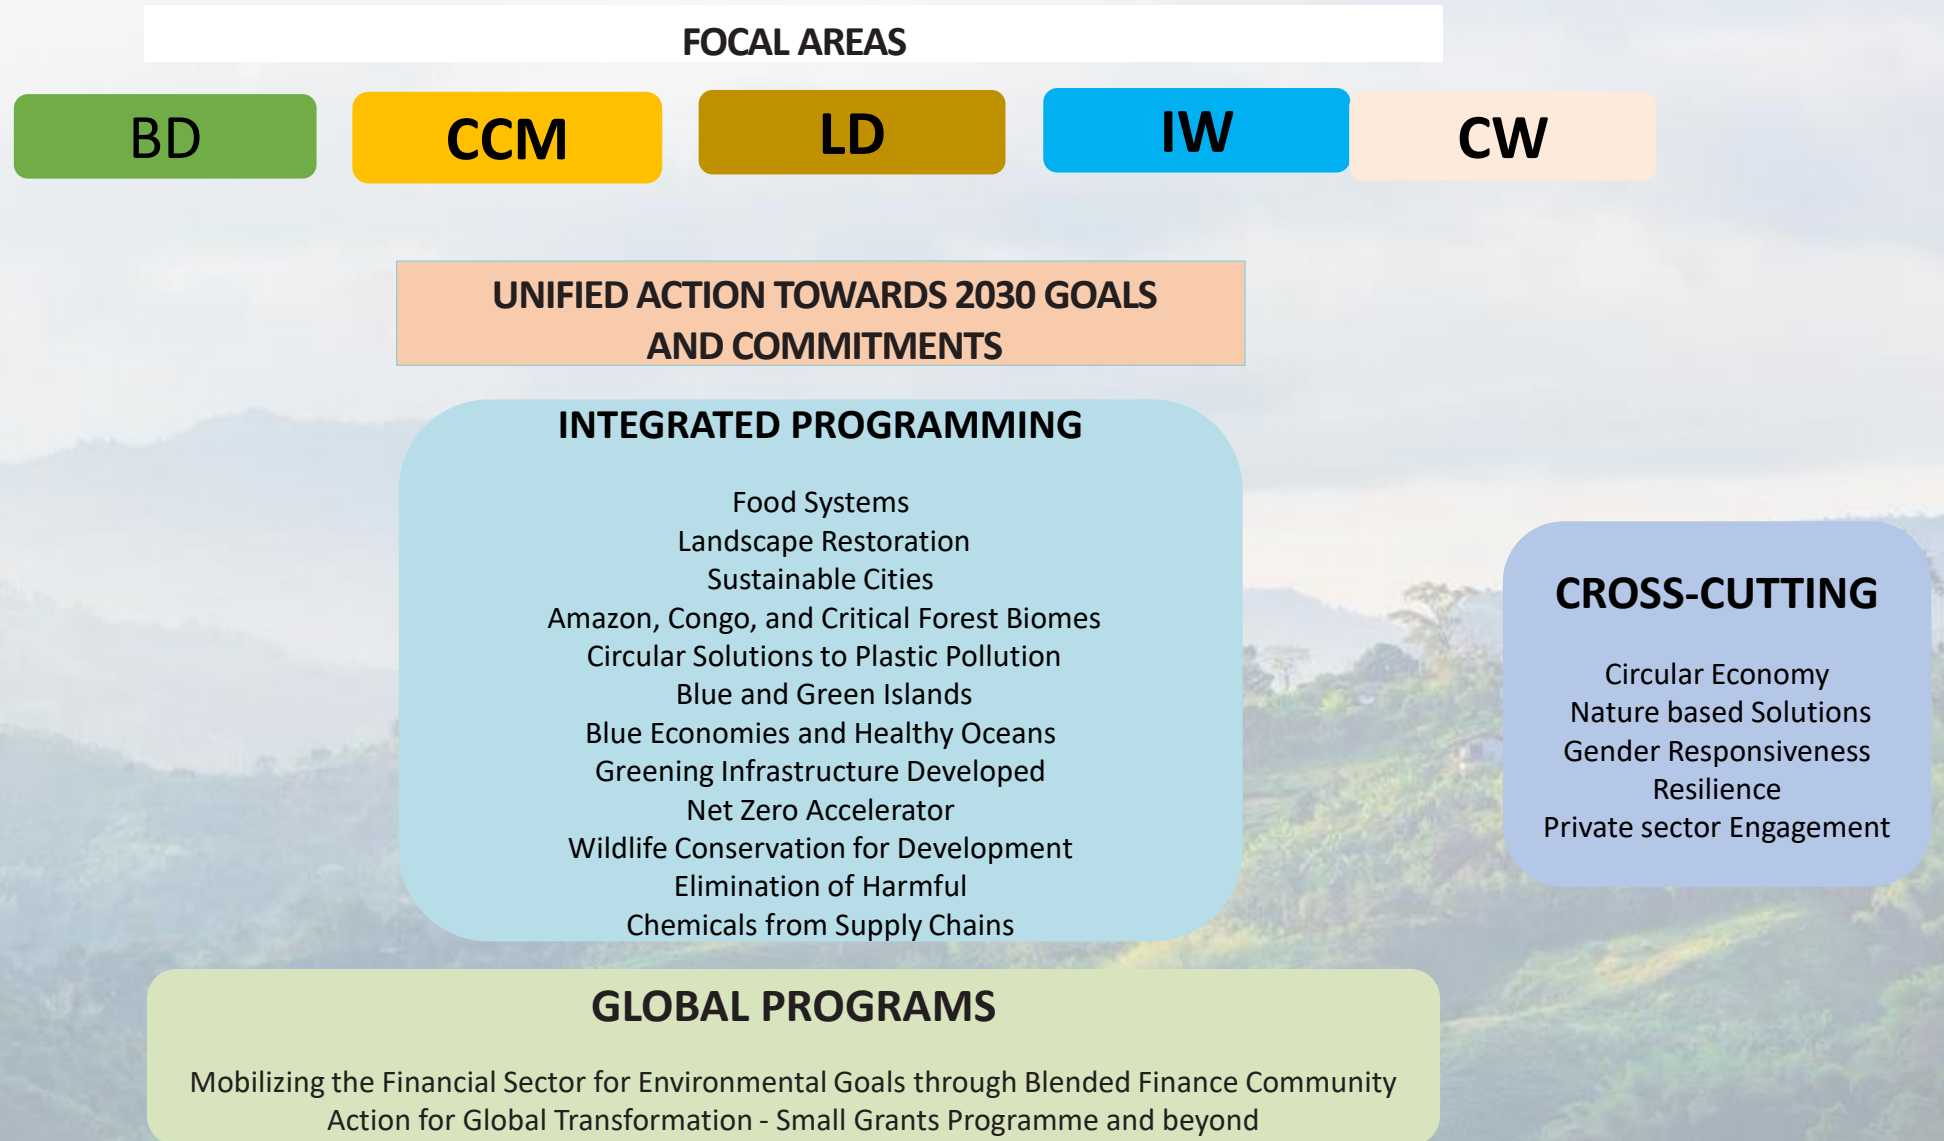 FOCAL AREAS
BD
CCM
LD
IW
CW
UNIFIED ACTION TOWARDS 2030 GOALS
AND COMMITMENTS
INTEGRATED PROGRAMMING
Food Systems
Landscape Restoration
Sustainable Cities
Amazon, Congo, and Critical Forest Biomes
Circular Solutions to Plastic Pollution
Blue and Green Islands
Blue Economies and Healthy Oceans
Greening Infrastructure Developed
Net Zero Accelerator
Wildlife Conservation for Development
Elimination of Harmful
Chemicals from Supply Chains
CROSS-CUTTING
Circular Economy
Nature based Solutions
Gender Responsiveness
Resilience
Private sector Engagement
GLOBAL PROGRAMS
Mobilizing the Financial Sector for Environmental Goals through Blended Finance Community
Action for Global Transformation - Small Grants Programme and beyond